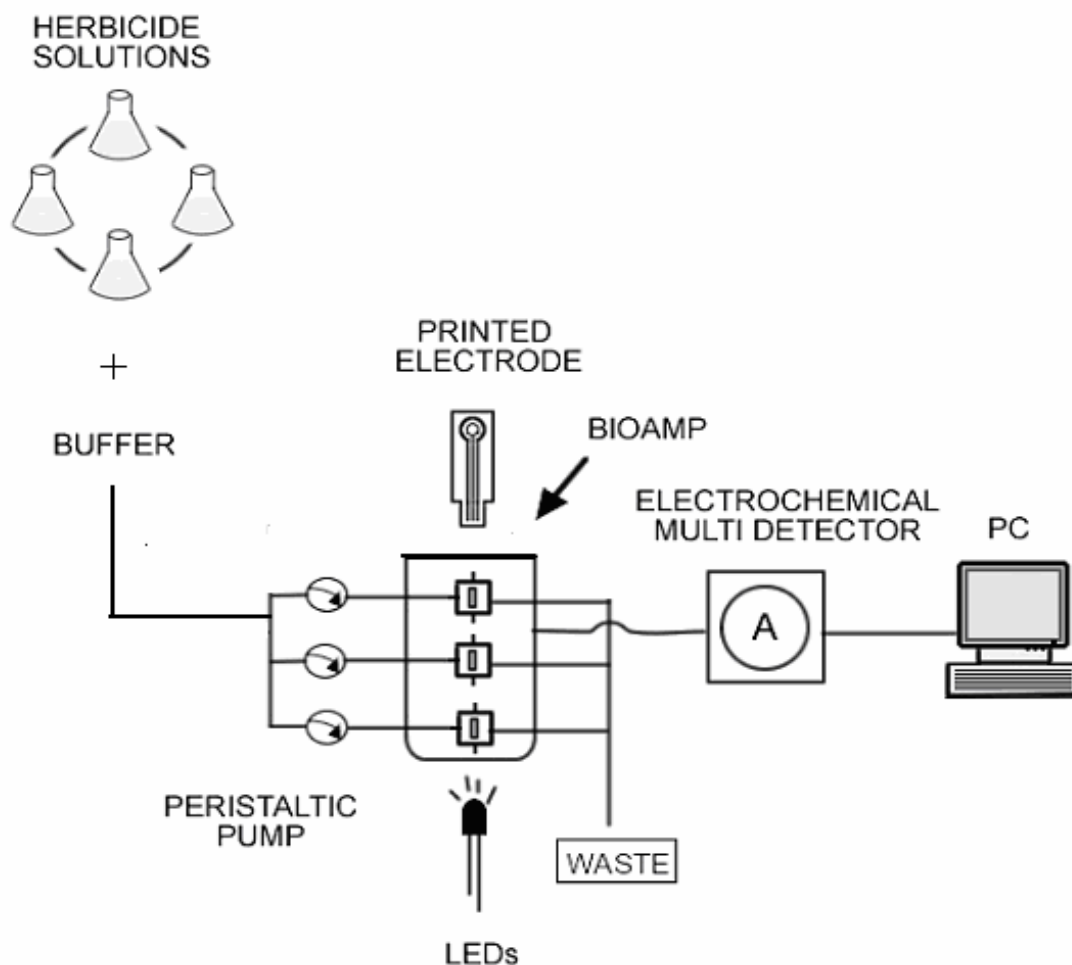 HERBICIDE
SOLUTIONS
+
BUFFER
PRINTED
ELECTRODE
BIOAMP
ELECTROCHEMICAL
MULTI DETECTOR
PC
A
PERISTALTIC
PUMP
WASTE
LEDs